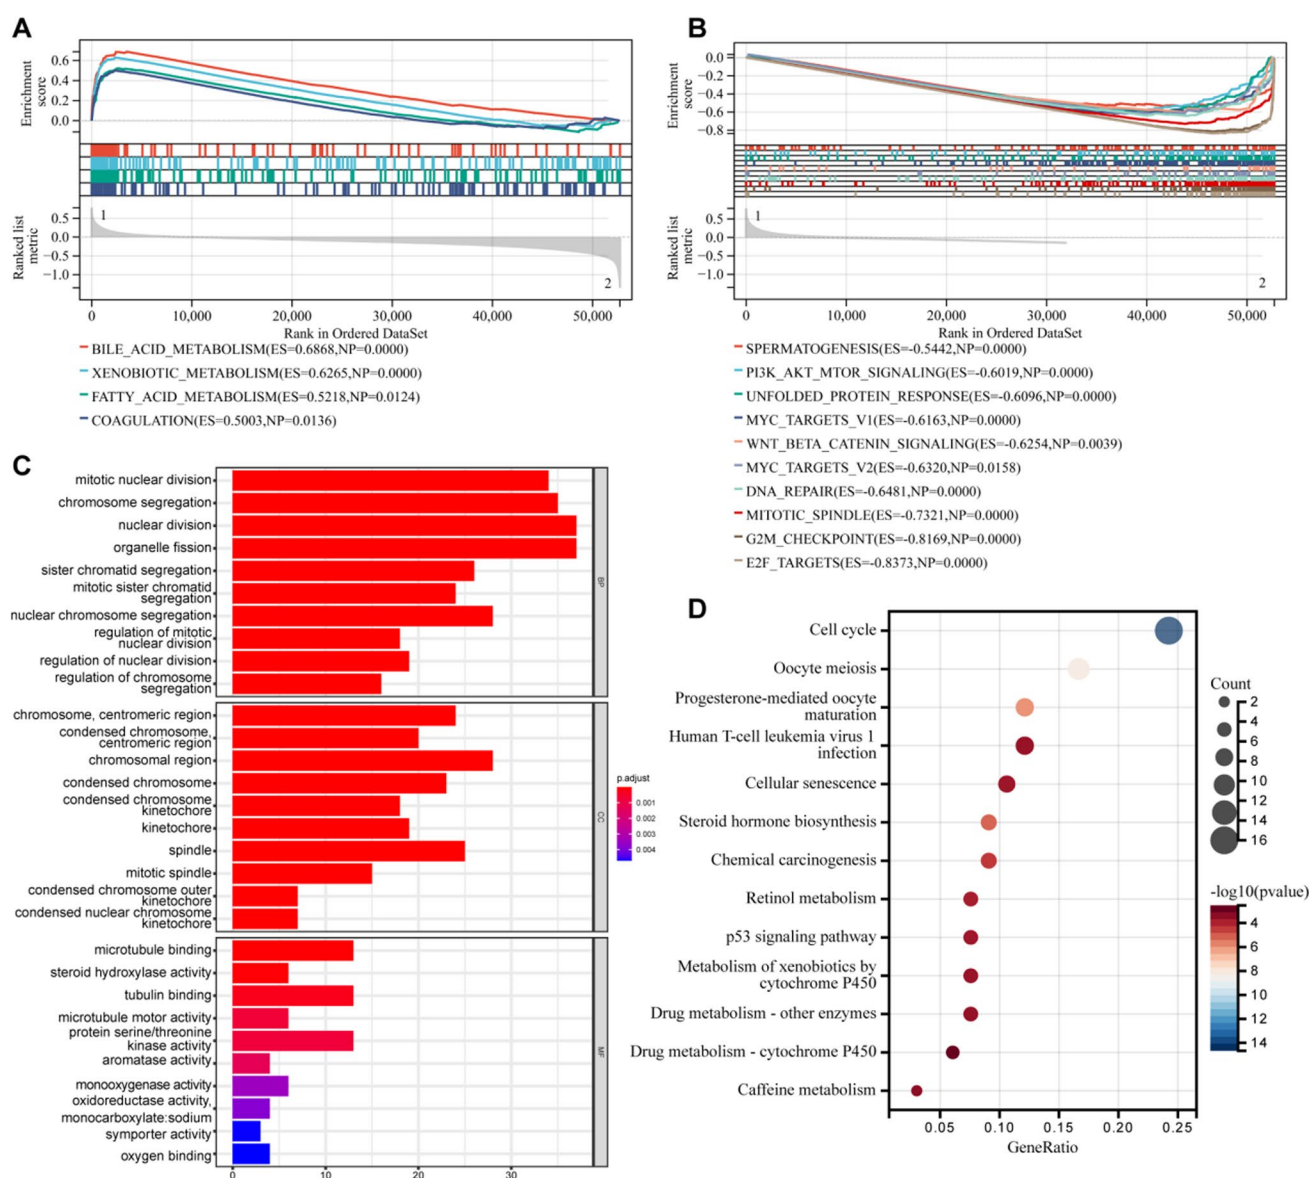 A
Enrichment
score
0.6
0.4
0.2
0.0
Ranked list
metric
0.5
0.0
−0.5
−1.0
1
2
0
10,000
20,000
30,000
40,000
50,000
Rank in Ordered DataSet
BILE_ACID_METABOLISM(ES=0.6868,NP=0.0000)
XENOBIOTIC_METABOLISM(ES=0.6265,NP=0.0000)
FATTY_ACID_METABOLISM(ES=0.5218,NP=0.0124)
COAGULATION(ES=0.5003,NP=0.0136)
B
Enrichment
score
0.0
−0.2
−0.4
−0.6
−0.8
Ranked list
metric
0.5
0.0
−0.5
−1.0
1
2
0
10,000
20,000
30,000
40,000
50,000
Rank in Ordered DataSet
SPERMATOGENESIS(ES=-0.5442,NP=0.0000)
PI3K_AKT_MTOR_SIGNALING(ES=-0.6019,NP=0.0000)
UNFOLDED_PROTEIN_RESPONSE(ES=-0.6096,NP=0.0000)
MYC_TARGETS_V1(ES=-0.6163,NP=0.0000)
WNT_BETA_CATENIN_SIGNALING(ES=-0.6254,NP=0.0039)
MYC_TARGETS_V2(ES=-0.6320,NP=0.0158)
DNA_REPAIR(ES=-0.6481,NP=0.0000)
MITOTIC_SPINDLE(ES=-0.7321,NP=0.0000)
G2M_CHECKPOINT(ES=-0.8169,NP=0.0000)
E2F_TARGETS(ES=-0.8373,NP=0.0000)
C
mitotic nuclear division
chromosome segregation
nuclear division
organelle fission
sister chromatid segregation
mitotic sister chromatid
segregation
nuclear chromosome segregation
regulation of mitotic
nuclear division
regulation of nuclear division
regulation of chromosome
segregation
BP
chromosome, centromeric region
condensed chromosome,
centromeric region
chromosomal region
condensed chromosome
condensed chromosome
kinetochore
kinetochore
spindle
mitotic spindle
condensed chromosome outer
kinetochore
condensed nuclear chromosome
kinetochore
CC
microtubule binding
steroid hydroxylase activity
tubulin binding
microtubule motor activity
protein serine/threonine
kinase activity
aromatase activity
monooxygenase activity
oxidoreductase activity,
monocarboxylate:sodium
symporter activity
oxygen binding
MF
0
10
20
30
p.adjust
0.001
0.002
0.003
0.004
D
Cell cycle
Oocyte meiosis
Progesterone-mediated oocyte
maturation
Human T-cell leukemia virus 1
infection
Cellular senescence
Steroid hormone biosynthesis
Chemical carcinogenesis
Retinol metabolism
p53 signaling pathway
Metabolism of xenobiotics by
cytochrome P450
Drug metabolism - other enzymes
Drug metabolism - cytochrome P450
Caffeine metabolism
0.05
0.10
0.15
0.20
0.25
GeneRatio
Count
2
4
6
8
10
12
14
16
-log10(pvalue)
4
6
8
10
12
14